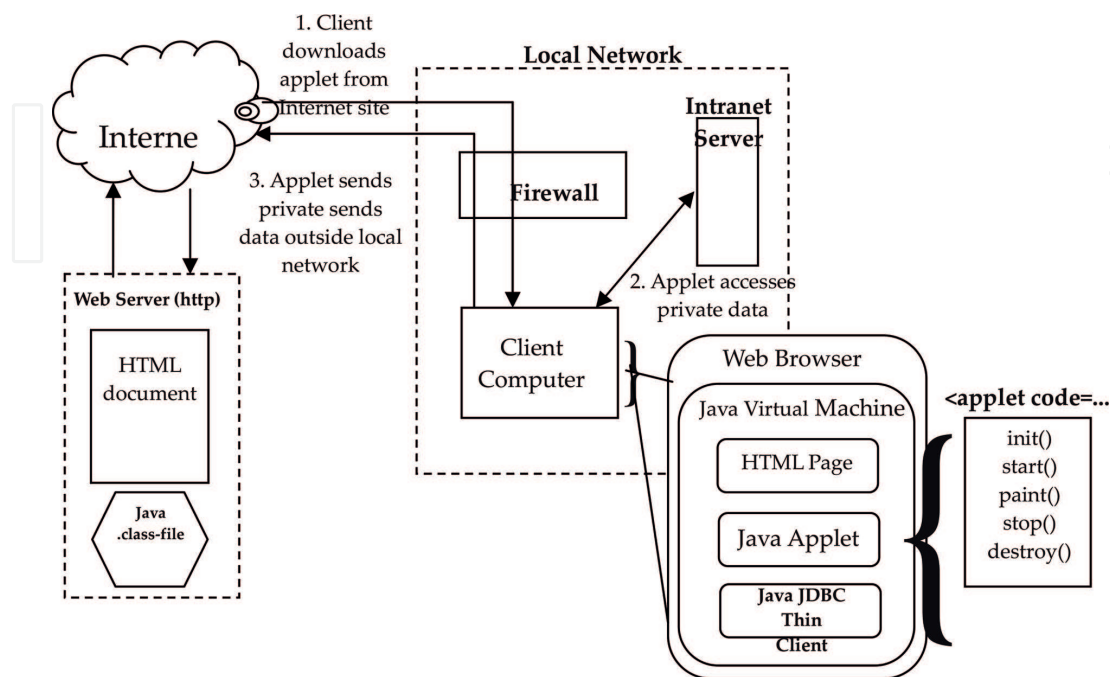 1. Client
downloads
applet from
Internet site
Interne
3. Applet sends
private sends
data outside local
network
Local Network
Intranet
Server
Firewall
2. Applet accesses
private data
Client
Computer
Web Server (http)
HTML
document
Java
.class-file
Web Browser
Java Virtual Machine
HTML Page
Java Applet
Java JDBC
Thin
Client
<applet code=...
init()
start()
paint()
stop()
destroy()